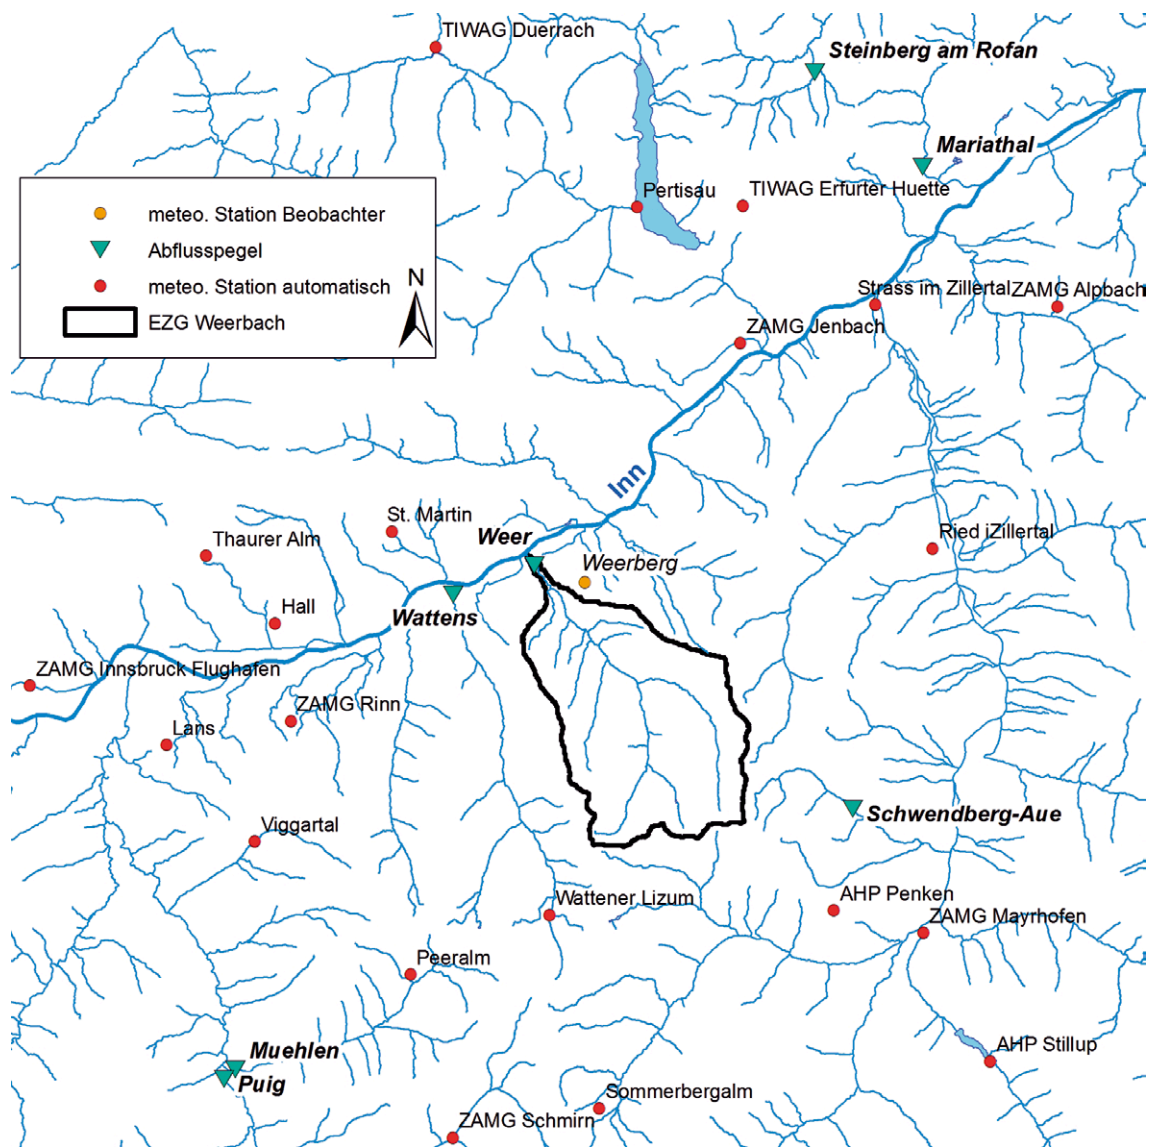 TIWAG Duerrach
Steinberg am Rofan
Mariathal
Pertisau
TIWAG Erfurter Huette
meteo. Station Beobachter
Abflusspegel
meteo. Station automatisch
EZG Weerbach
N
Strass im Zillertal
ZAMG Alpbach
ZAMG Jenbach
Inn
St. Martin
Weer
Thaurer Alm
Weerberg
Ried iZillertal
Hall
Wattens
ZAMG Innsbruck Flughafen
ZAMG Rinn
Lans
Viggartal
Schwendberg-Aue
Wattener Lizum
AHP Penken
ZAMG Mayrhofen
Peeralm
Muehlen
Puig
AHP Stillup
Sommerbergalm
ZAMG Schmirn